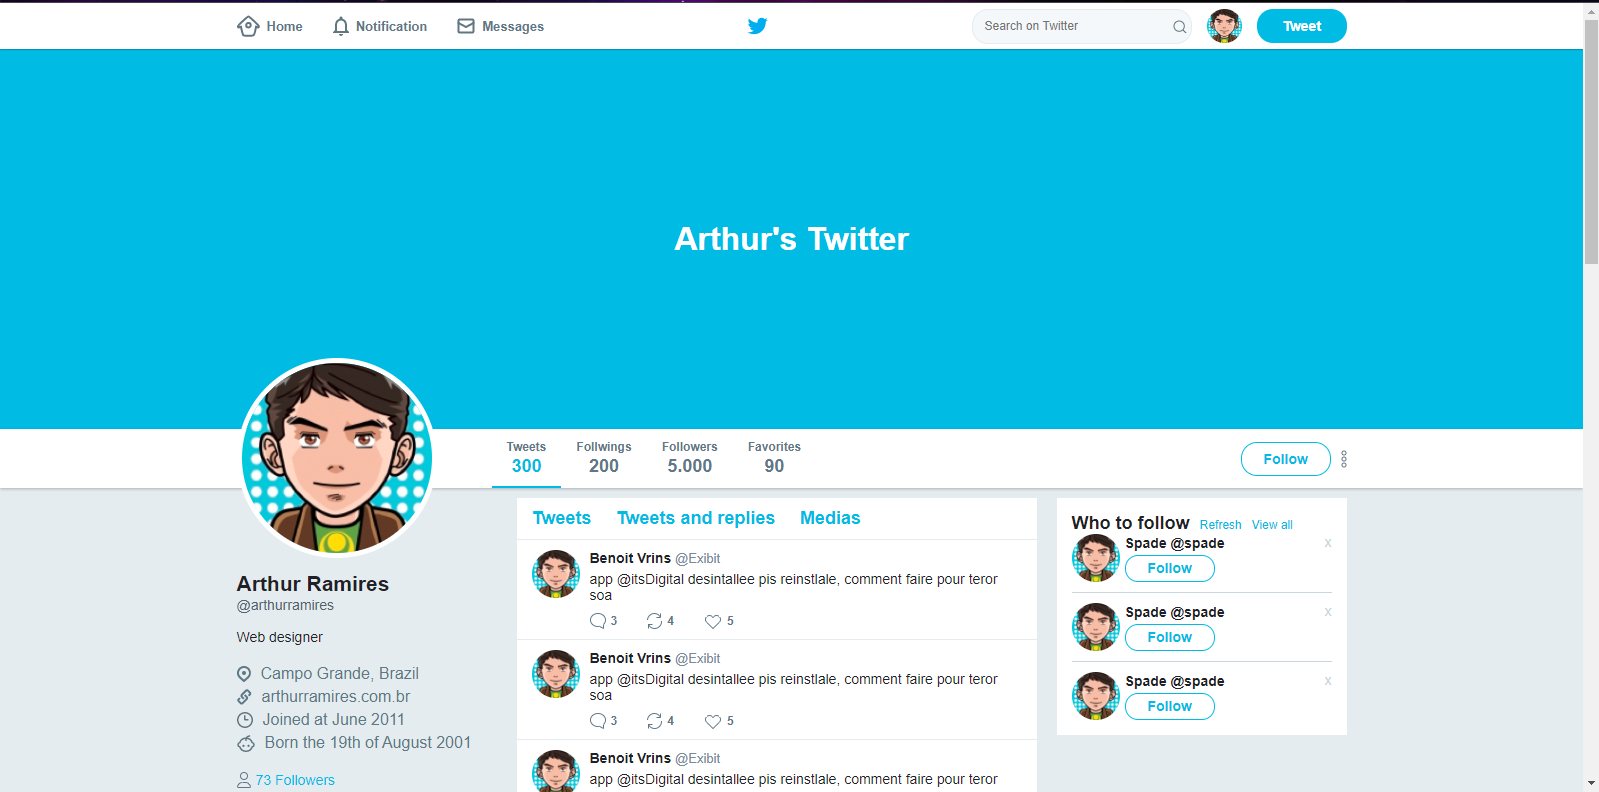 Home Notification Messages Search on Twitter Tweet
Arthur's Twitter
Tweets Follwings Followers Favorites
300 200 5.000 90
Follow
Arthur Ramires
@arthurramires
Web designer
Campo Grande, Brazil
arthurramires.com.br
Joined at June 2011
Born the 19th of August 2001
73 Followers
Tweets Tweets and replies Medias
Benoit Vrins @Exibit
app @itsDigital desintallee pis reinstlale, comment faire pour teror
soa
3 4 5
Benoit Vrins @Exibit
app @itsDigital desintallee pis reinstlale, comment faire pour teror
soa
3 4 5
Benoit Vrins @Exibit
app @itsDigital desintallee pis reinstlale, comment faire pour teror
Who to follow Refresh View all
Spade @spade x
Follow
Spade @spade x
Follow
Spade @spade x
Follow